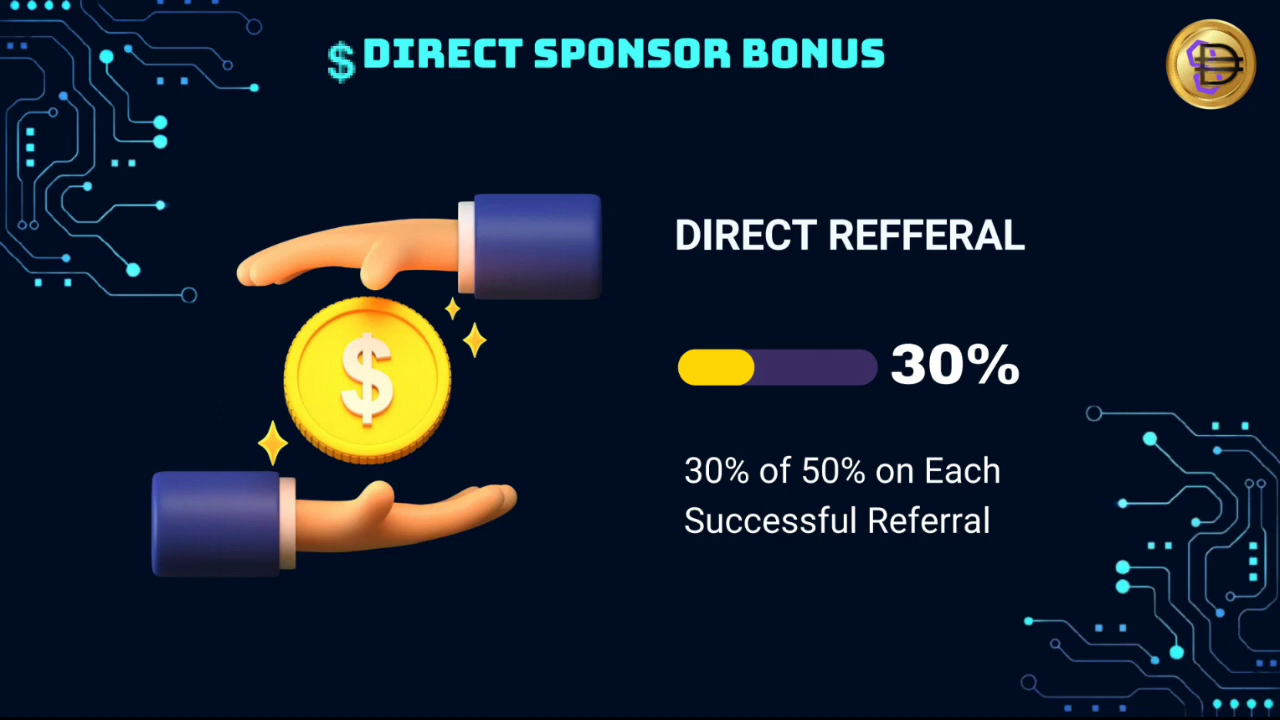 $ DIRECT SPONSOR BONUS
DIRECT REFFERAL
$
30%
30% of 50% on Each
Successful Referral